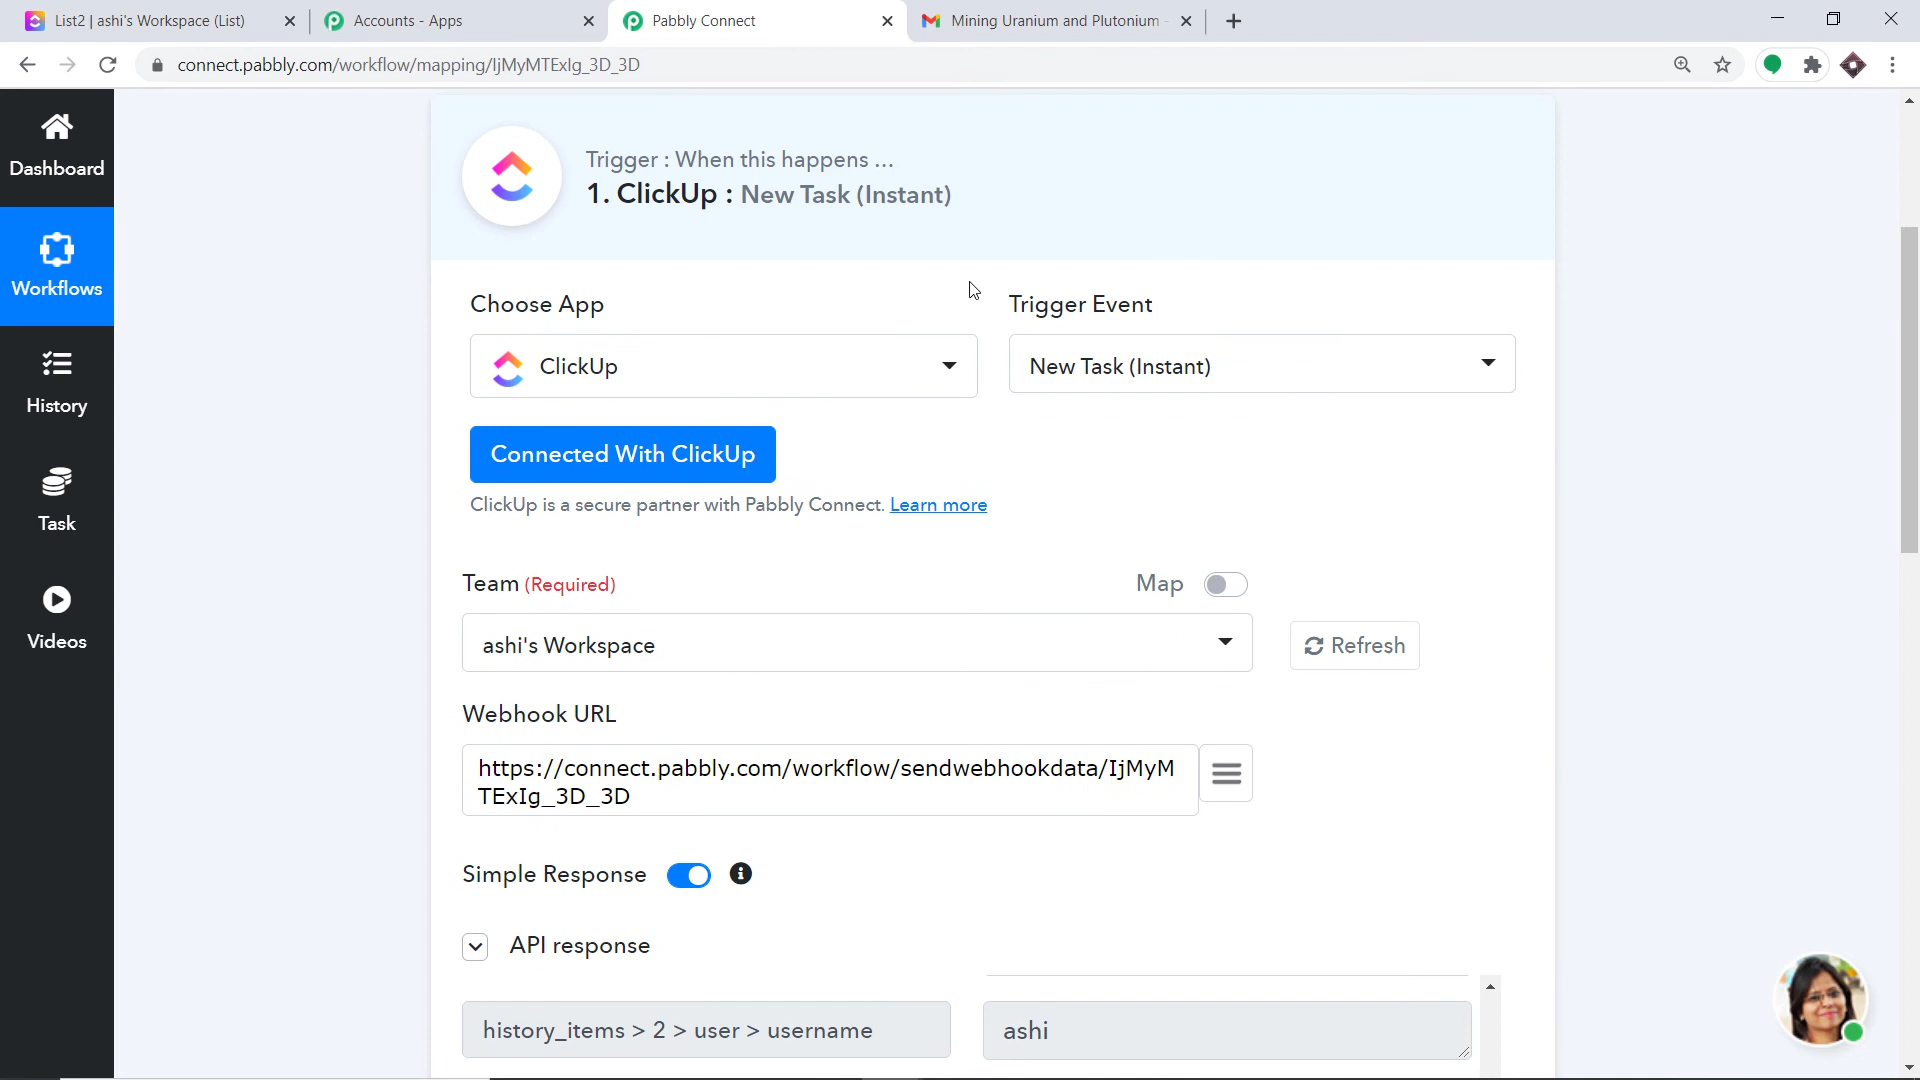 List2 | ashi's Workspace (List)
Accounts - Apps
Pabbly Connect
Mining Uranium and Plutonium -
connect.pabbly.com/workflow/mapping/IjMyMTExIg_3D_3D
Dashboard
Workflows
History
Task
Videos
Trigger : When this happens ...
1. ClickUp : New Task (Instant)
Choose App
Trigger Event
ClickUp
New Task (Instant)
Connected With ClickUp
ClickUp is a secure partner with Pabbly Connect. Learn more
Team (Required)
Map
ashi's Workspace
Refresh
Webhook URL
https://connect.pabbly.com/workflow/sendwebhookdata/IjMyM
TExIg_3D_3D
Simple Response
API response
history_items > 2 > user > username
ashi